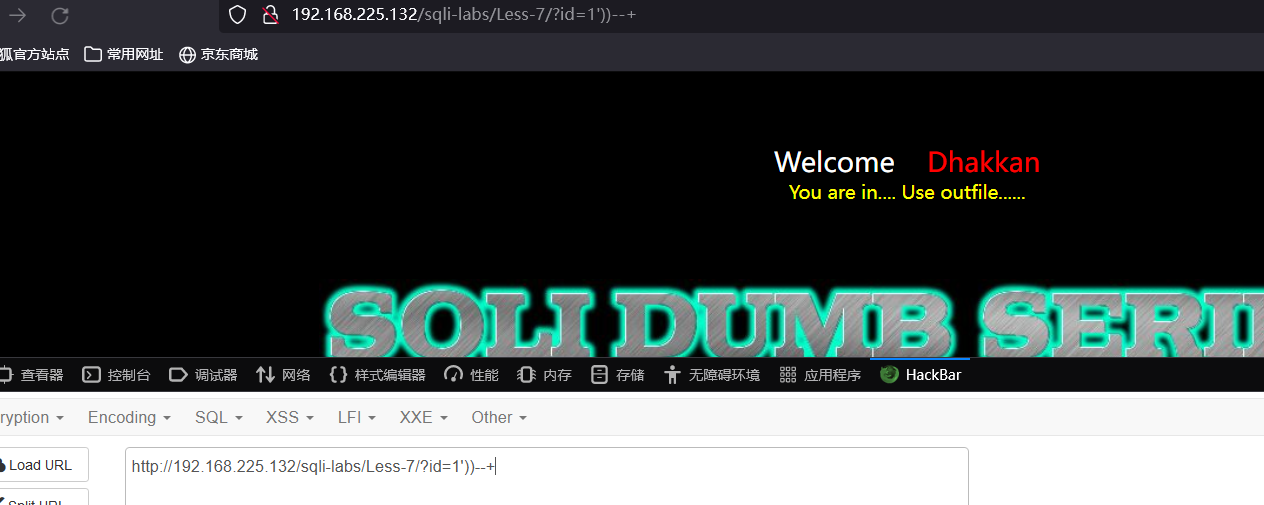 192.168.225.132/sqli-labs/Less-7/?id=1'))--+
狐官方站点 常用网址 京东商城
Welcome Dhakkan
You are in.... Use outfile......
SQLI DUMB SERI
查看器 控制台 调试器 网络 样式编辑器 性能 内存 存储 无障碍环境 应用程序 HackBar
ryption Encoding SQL XSS LFI XXE Other
Load URL http://192.168.225.132/sqli-labs/Less-7/?id=1'))--+
Split URL